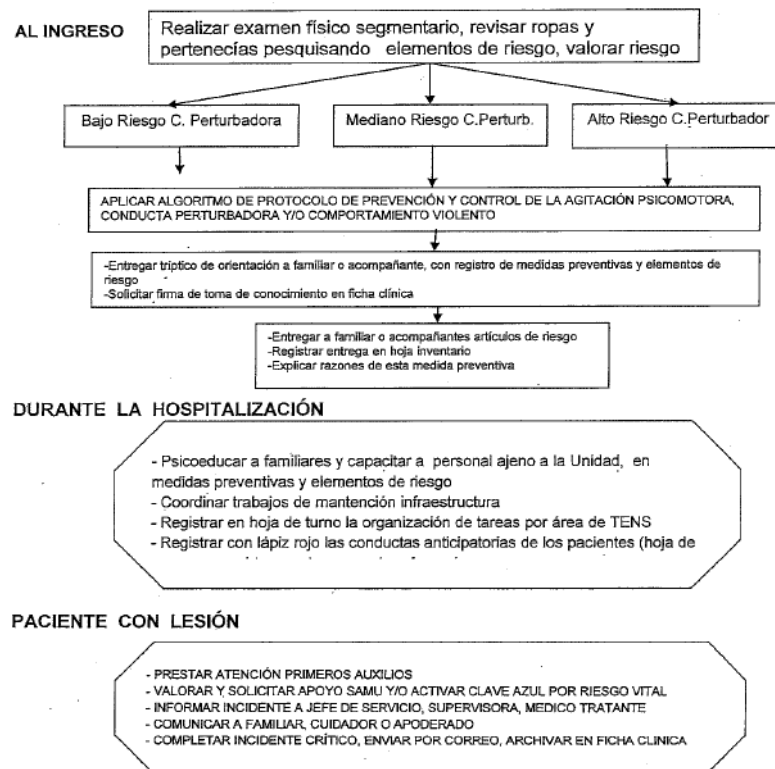 AL INGRESO
Realizar examen físico segmentario, revisar ropas y
pertenecías pesquisando elementos de riesgo, valorar riesgo
Bajo Riesgo C. Perturbadora
Mediano Riesgo C.Perturb.
Alto Riesgo C.Perturbador
APLICAR ALGORITMO DE PROTOCOLO DE PREVENCIÓN Y CONTROL DE LA AGITACIÓN PSICOMOTORA,
CONDUCTA PERTURBADORA Y/O COMPORTAMIENTO VIOLENTO
-Entregar tríptico de orientación a familiar o acompañante, con registro de medidas preventivas y elementos de
riesgo
-Solicitar firma de toma de conocimiento en ficha clínica
-Entregar a familiar o acompañantes artículos de riesgo
-Registrar entrega en hoja inventario
-Explicar razones de esta medida preventiva
DURANTE LA HOSPITALIZACIÓN
- Psicoeducar a familiares y capacitar a personal ajeno a la Unidad, en
medidas preventivas y elementos de riesgo
- Coordinar trabajos de mantención infraestructura
- Registrar en hoja de turno la organización de tareas por área de TENS
- Registrar con lápiz rojo las conductas anticipatorias de los pacientes (hoja de
PACIENTE CON LESIÓN
- PRESTAR ATENCIÓN PRIMEROS AUXILIOS
- VALORAR Y SOLICITAR APOYO SAMU Y/O ACTIVAR CLAVE AZUL POR RIESGO VITAL
- INFORMAR INCIDENTE A JEFE DE SERVICIO, SUPERVISORA, MEDICO TRATANTE
- COMUNICAR A FAMILIAR, CUIDADOR O APODERADO
- COMPLETAR INCIDENTE CRÍTICO, ENVIAR POR CORREO, ARCHIVAR EN FICHA CLINICA